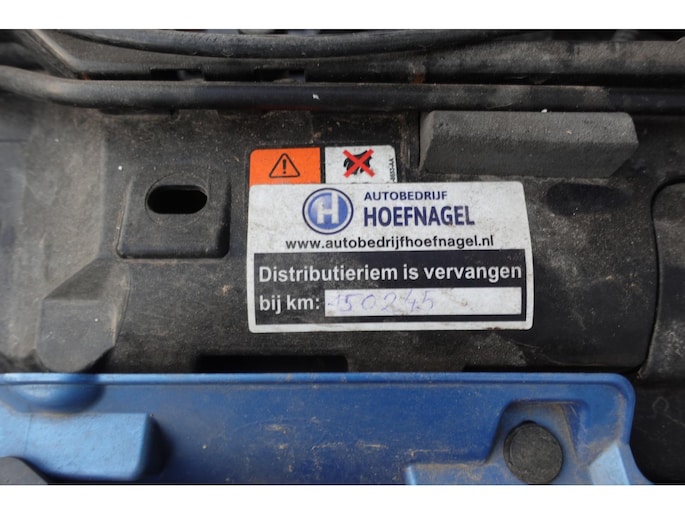 H
AUTOBEDRIJF
HOEFNAGEL
www.autobedrijfhoefnagel.nl
Distributieriem is vervangen
bij km: 150245